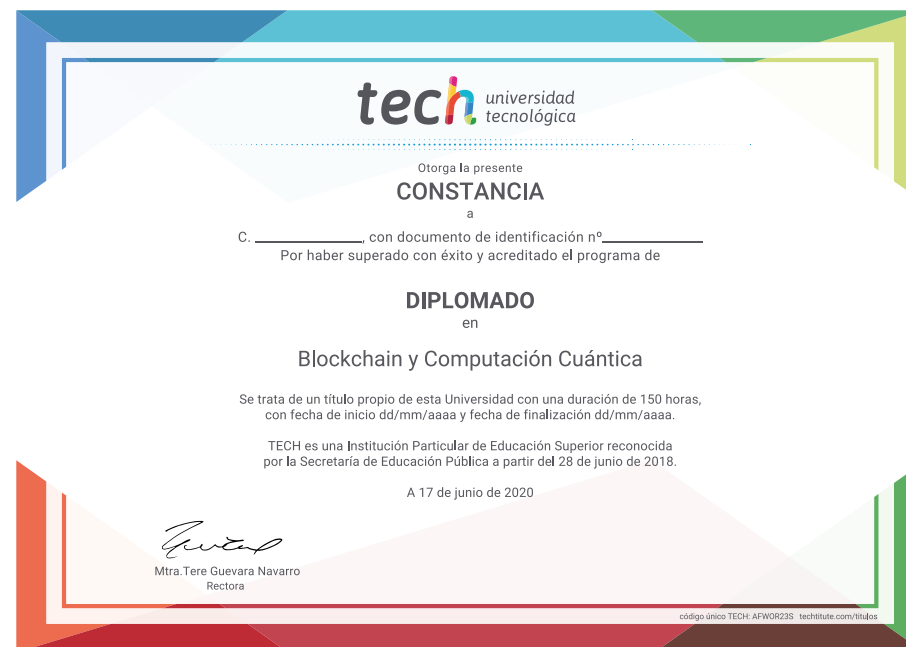 tech universidad
tecnológica
Otorga la presente
CONSTANCIA
a
C. ____________, con documento de identificación nº____________
Por haber superado con éxito y acreditado el programa de
DIPLOMADO
en
Blockchain y Computación Cuántica
Se trata de un título propio de esta Universidad con una duración de 150 horas,
con fecha de inicio dd/mm/aaaa y fecha de finalización dd/mm/aaaa.
TECH es una Institución Particular de Educación Superior reconocida
por la Secretaría de Educación Pública a partir del 28 de junio de 2018.
A 17 de junio de 2020
Mtra.Tere Guevara Navarro
Rectora
código único TECH: AFWOR23S techtitute.com/titulos